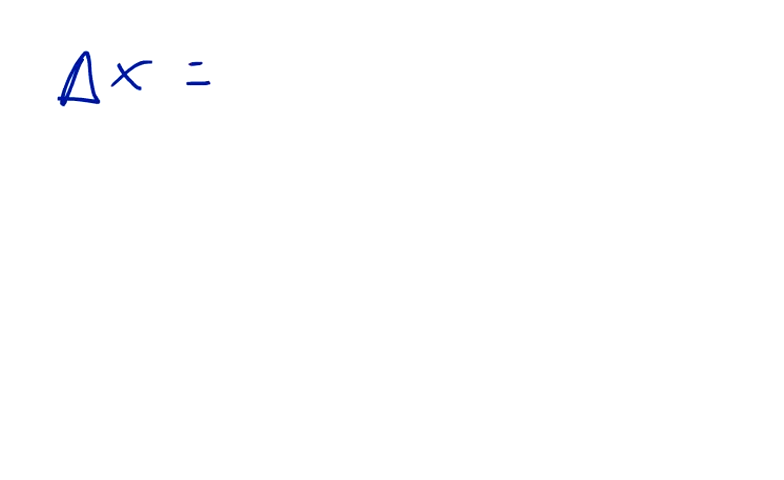 Δx =